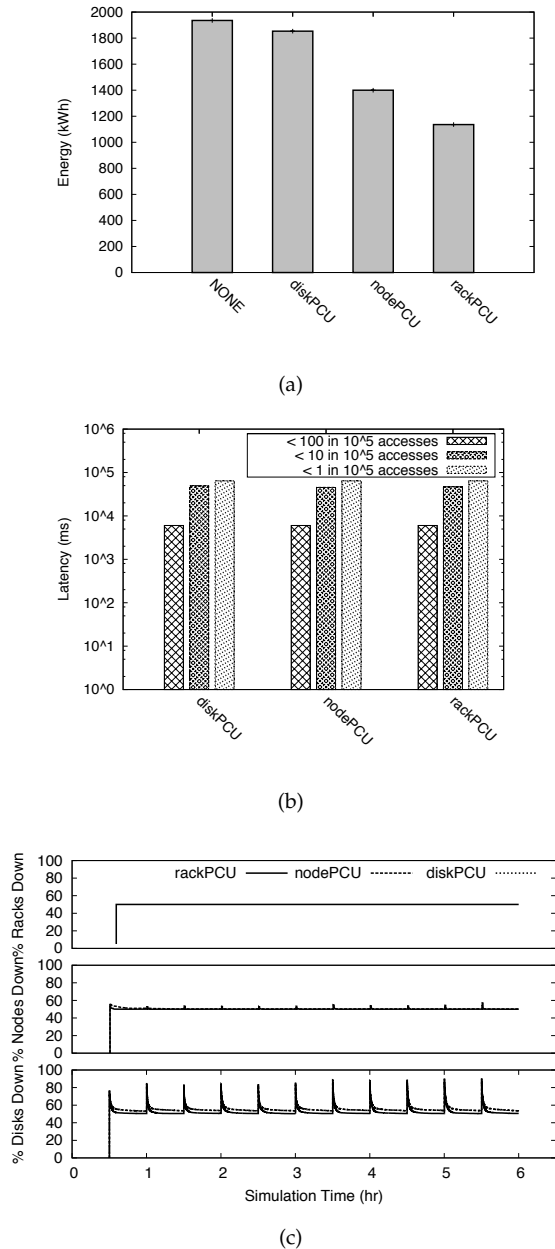 2000
1800
1600
1400
1200
1000
800
600
400
200
0
Energy (kWh)
NONE
diskPCU
nodePCU
rackPCU
(a)
10^6
10^5
10^4
10^3
10^2
10^1
10^0
Latency (ms)
< 100 in 10^5 accesses
< 10 in 10^5 accesses
< 1 in 10^5 accesses
diskPCU
nodePCU
rackPCU
(b)
% Racks Down
100
80
60
40
20
0
rackPCU
nodePCU
diskPCU
% Nodes Down
100
80
60
40
20
0
% Disks Down
100
80
60
40
20
0
0 1 2 3 4 5 6
Simulation Time (hr)
(c)